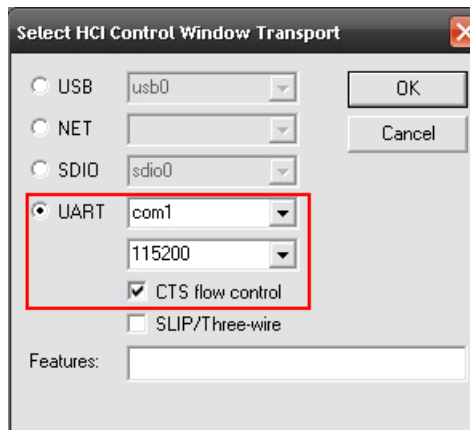 Select HCI Control Window Transport
USB usb0 OK
NET Cancel
SDIO sdio0
UART com1
115200
CTS flow control
SLIP/Three-wire
Features: